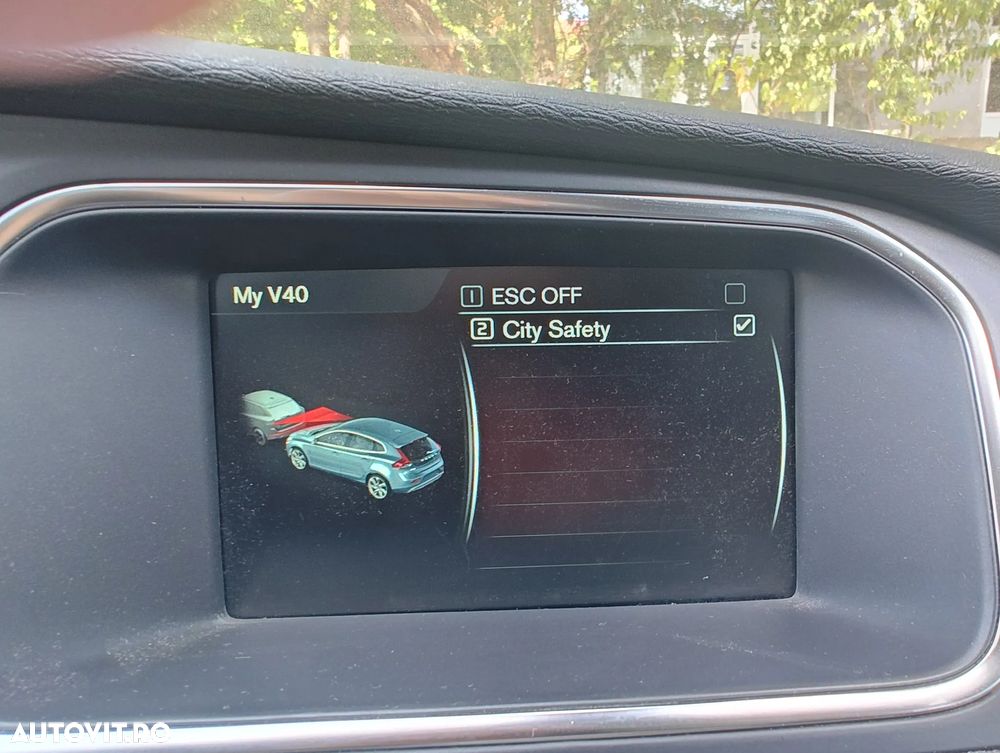 My V40
1 ESC OFF
2 City Safety
AUTOVIT.RO